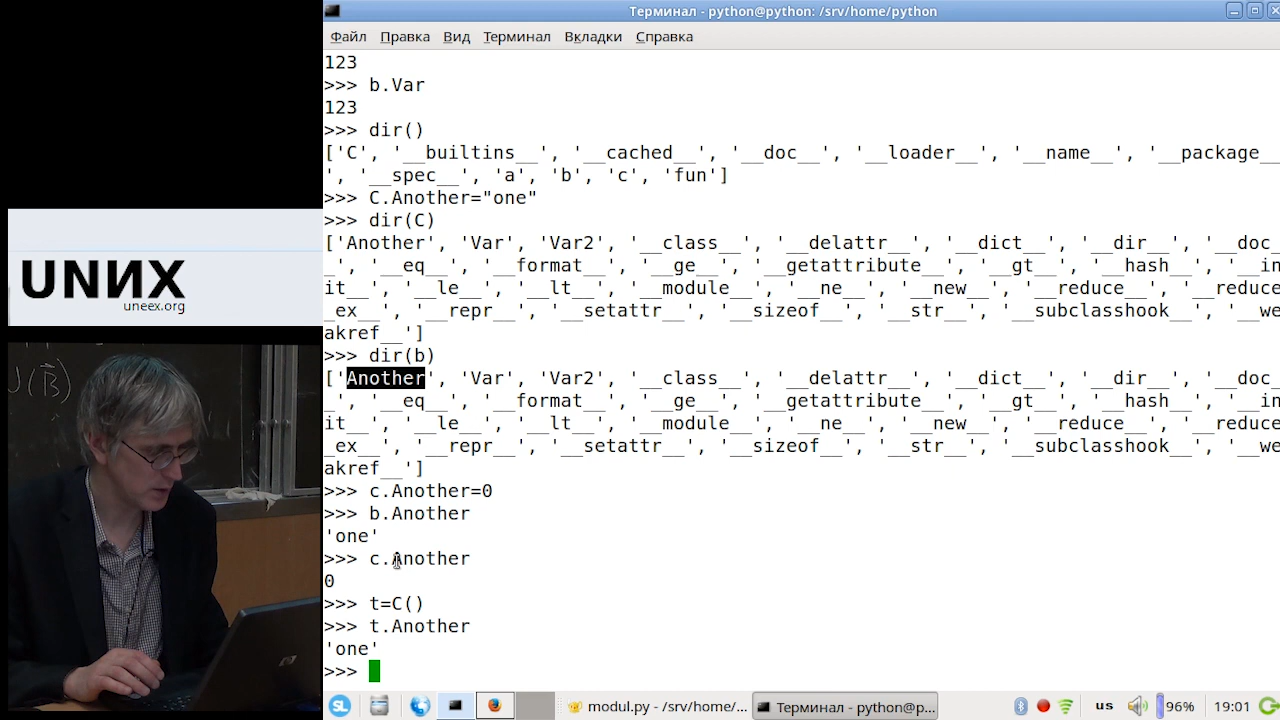 Терминал - python@python: /srv/home/python
Файл Правка Вид Терминал Вкладки Справка
123
>>> b.Var
123
>>> dir()
['C', '__builtins__', '__cached__', '__doc__', '__loader__', '__name__', '__package__
', '__spec__', 'a', 'b', 'c', 'fun']
>>> C.Another="one"
>>> dir(C)
['Another', 'Var', 'Var2', '__class__', '__delattr__', '__dict__', '__dir__', '__doc_
_', '__eq__', '__format__', '__ge__', '__getattribute__', '__gt__', '__hash__', '__in
it__', '__le__', '__lt__', '__module__', '__ne__', '__new__', '__reduce__', '__reduce
_ex__', '__repr__', '__setattr__', '__sizeof__', '__str__', '__subclasshook__', '__we
akref__']
>>> dir(b)
['Another', 'Var', 'Var2', '__class__', '__delattr__', '__dict__', '__dir__', '__doc_
_', '__eq__', '__format__', '__ge__', '__getattribute__', '__gt__', '__hash__', '__in
it__', '__le__', '__lt__', '__module__', '__ne__', '__new__', '__reduce__', '__reduce
_ex__', '__repr__', '__setattr__', '__sizeof__', '__str__', '__subclasshook__', '__we
akref__']
>>> c.Another=0
>>> b.Another
'one'
>>> c.Another
0
>>> t=C()
>>> t.Another
'one'
>>>
UNИX
uneex.org
modul.py - /srv/home/... Терминал - python@p... us 96% 19:01